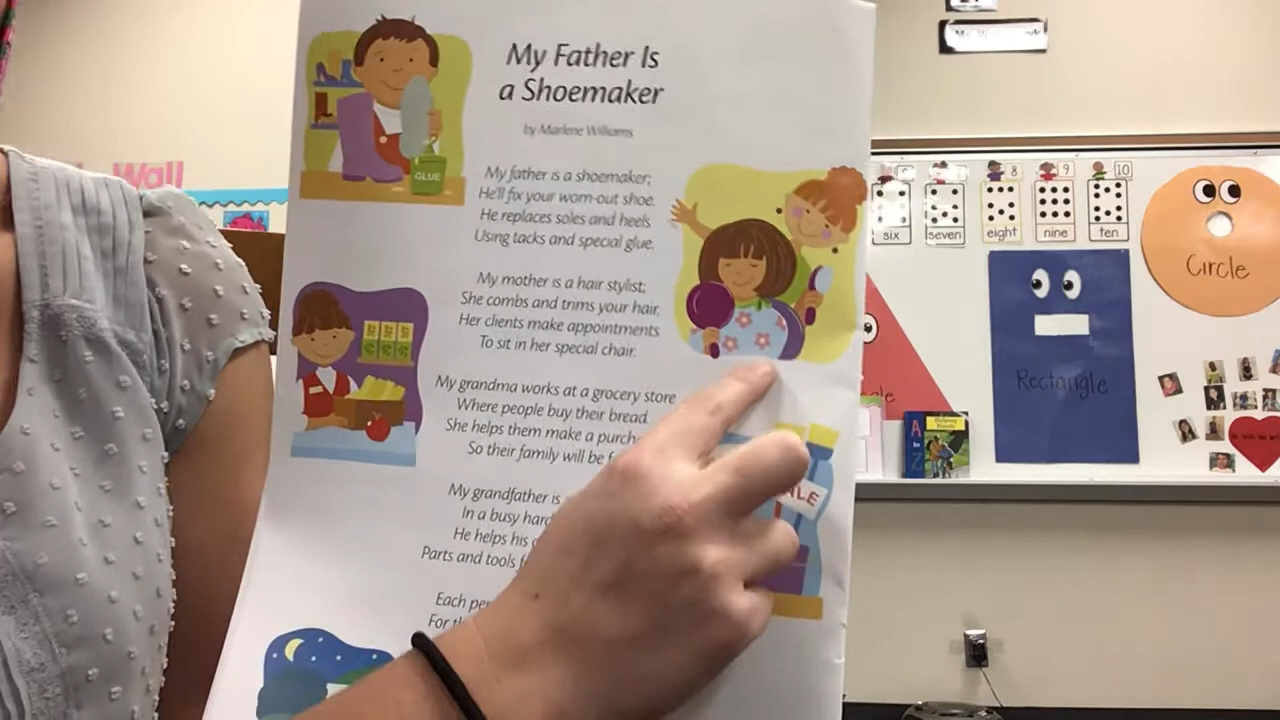 My Father Is
a Shoemaker
by Marlene Williams
My father is a shoemaker;
He'll fix your worn-out shoe.
He replaces soles and heels
Using tacks and special glue.
My mother is a hair stylist;
She combs and trims your hair.
Her clients make appointments
To sit in her special chair.
My grandma works at a grocery store
Where people buy their bread.
She helps them make a
So their family will be
My grandfather is
In a busy
He helps his
Parts and tools
Each
For
GLUE
Wall
8
9
10
six
seven
eight
nine
ten
Circle
Rectangle
A
to
Z